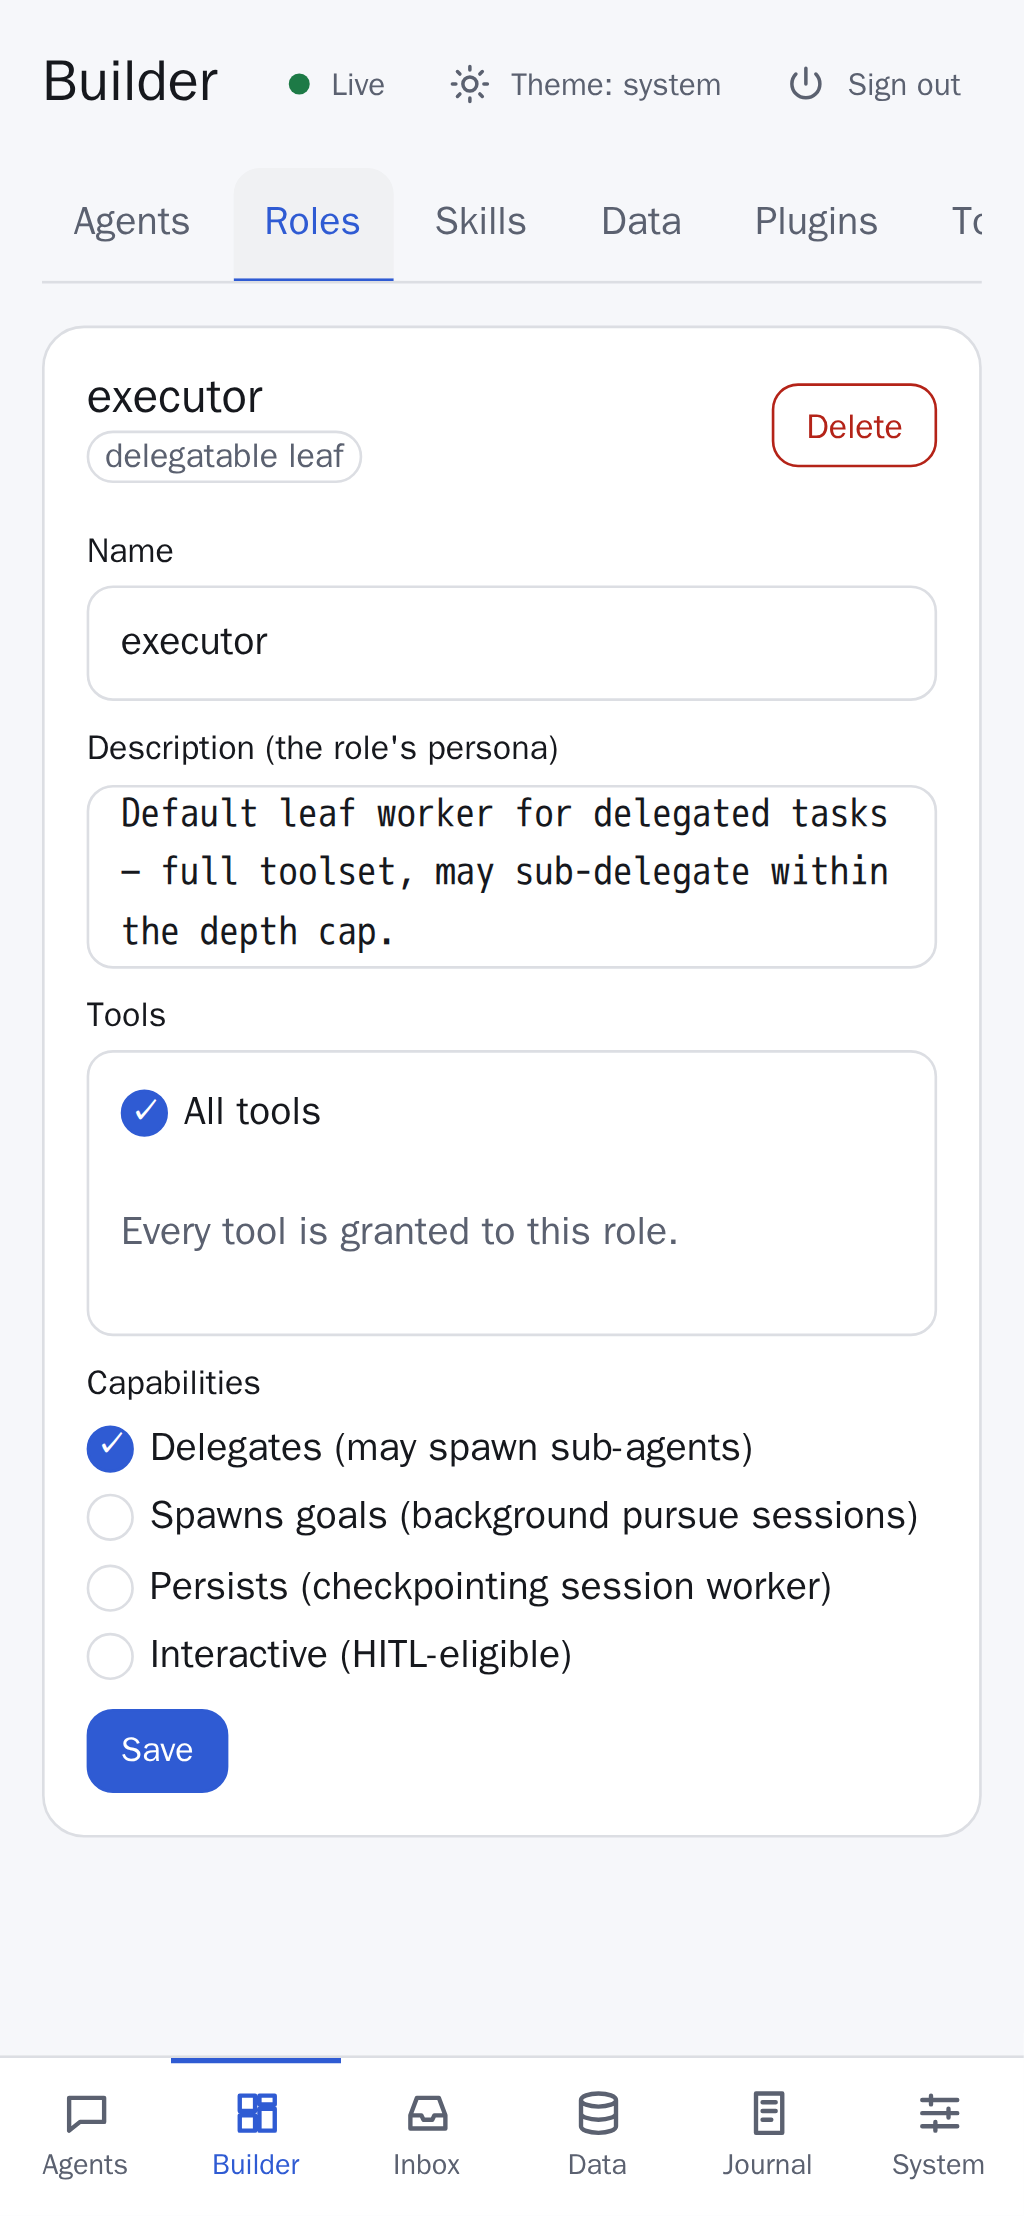 Builder
Live
Theme: system
Sign out
Agents
Roles
Skills
Data
Plugins
executor
delegatable leaf
Delete
Name
executor
Description (the role's persona)
Default leaf worker for delegated tasks
— full toolset, may sub-delegate within
the depth cap.
Tools
All tools
Every tool is granted to this role.
Capabilities
Delegates (may spawn sub-agents)
Spawns goals (background pursue sessions)
Persists (checkpointing session worker)
Interactive (HITL-eligible)
Save
Agents
Builder
Inbox
Data
Journal
System